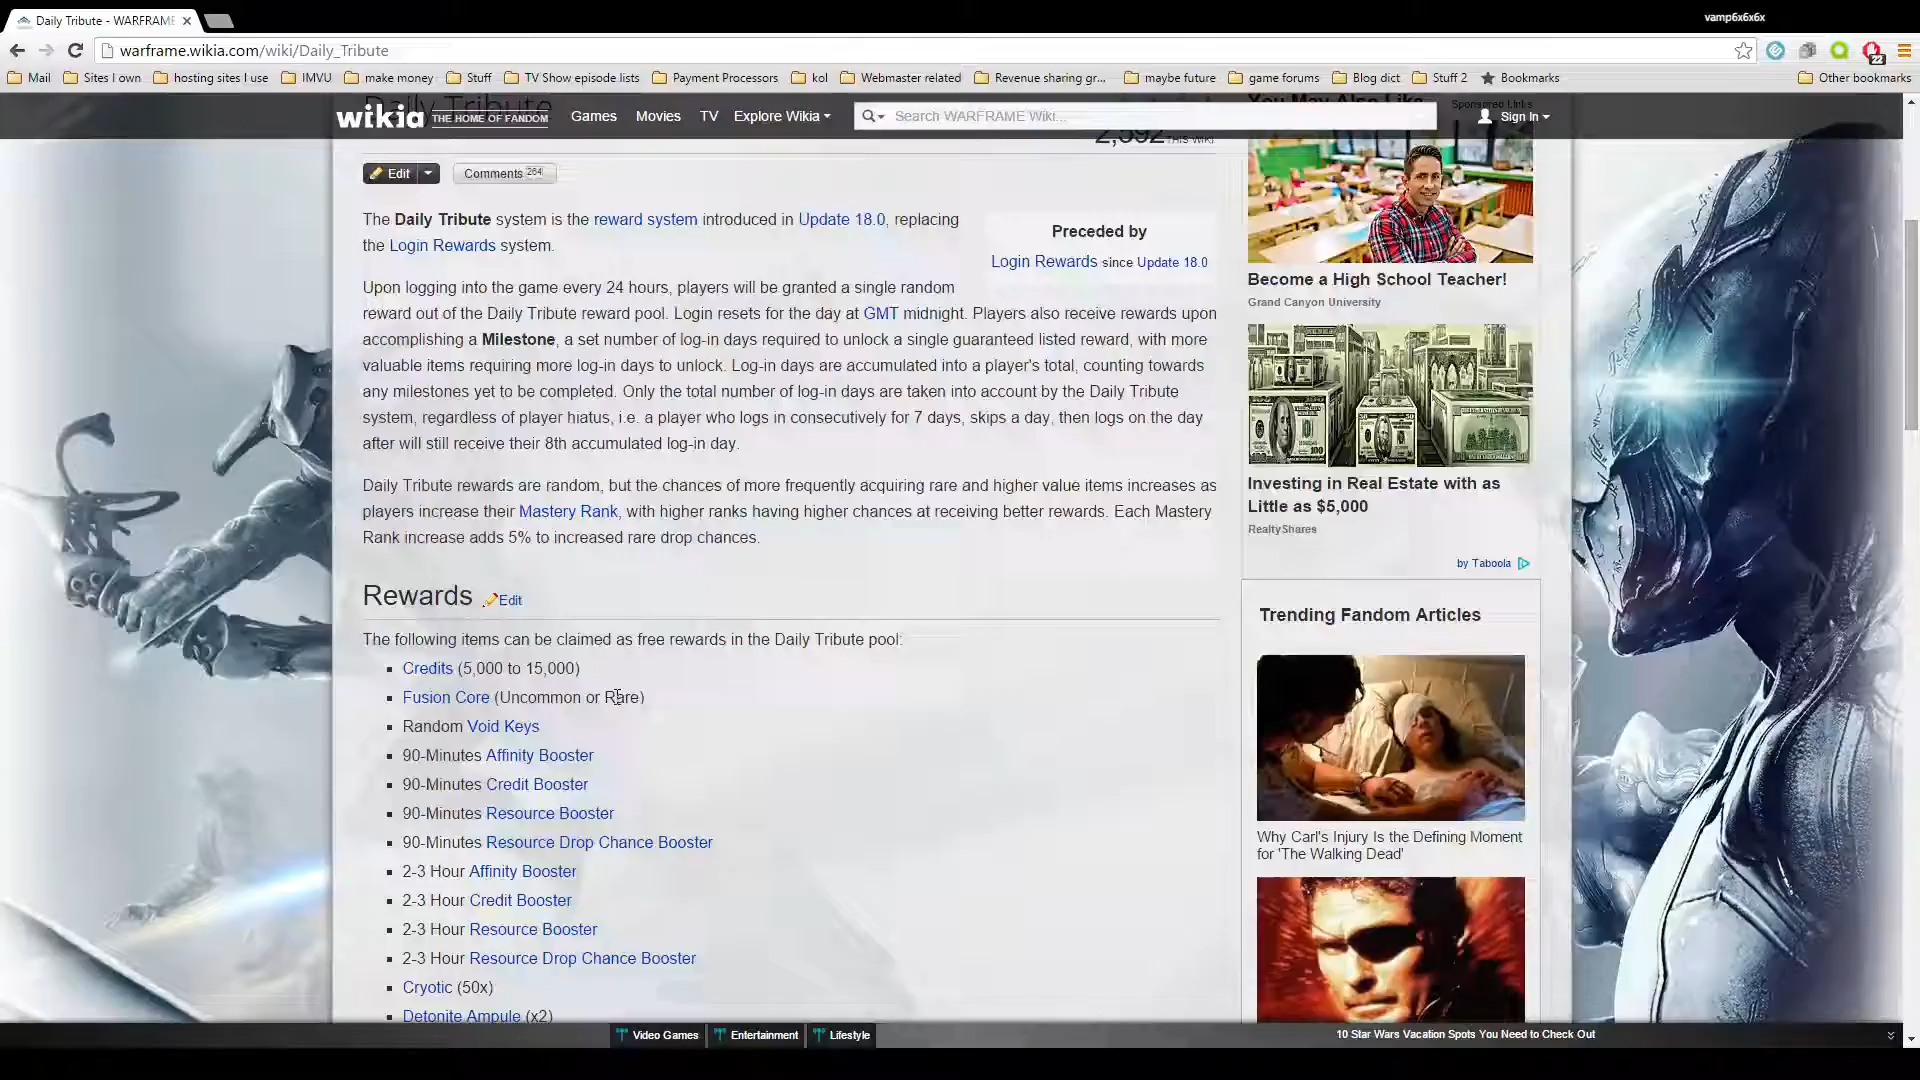 Daily Tribute - WARFRAME
vamp6x6x6x
warframe.wikia.com/wiki/Daily_Tribute
22
Mail Sites I own hosting sites I use IMVU make money Stuff TV Show episode lists Payment Processors kol Webmaster related Revenue sharing gr... maybe future game forums Blog dict Stuff 2 Bookmarks Other bookmarks
Daily Tribute
You May Also Like
Sponsored Links
wikia THE HOME OF FANDOM Games Movies TV Explore Wikia Search WARFRAME Wiki... Sign In
2,592 THIS WIKI
Edit Comments 264
The Daily Tribute system is the reward system introduced in Update 18.0, replacing
the Login Rewards system.
Preceded by
Login Rewards since Update 18.0
Upon logging into the game every 24 hours, players will be granted a single random
reward out of the Daily Tribute reward pool. Login resets for the day at GMT midnight. Players also receive rewards upon
accomplishing a Milestone, a set number of log-in days required to unlock a single guaranteed listed reward, with more
valuable items requiring more log-in days to unlock. Log-in days are accumulated into a player's total, counting towards
any milestones yet to be completed. Only the total number of log-in days are taken into account by the Daily Tribute
system, regardless of player hiatus, i.e. a player who logs in consecutively for 7 days, skips a day, then logs on the day
after will still receive their 8th accumulated log-in day.
Daily Tribute rewards are random, but the chances of more frequently acquiring rare and higher value items increases as
players increase their Mastery Rank, with higher ranks having higher chances at receiving better rewards. Each Mastery
Rank increase adds 5% to increased rare drop chances.
Rewards Edit
The following items can be claimed as free rewards in the Daily Tribute pool:
Credits (5,000 to 15,000)
Fusion Core (Uncommon or Rare)
Random Void Keys
90-Minutes Affinity Booster
90-Minutes Credit Booster
90-Minutes Resource Booster
90-Minutes Resource Drop Chance Booster
2-3 Hour Affinity Booster
2-3 Hour Credit Booster
2-3 Hour Resource Booster
2-3 Hour Resource Drop Chance Booster
Cryotic (50x)
Detonite Ampule (x2)
Become a High School Teacher!
Grand Canyon University
Investing in Real Estate with as
Little as $5,000
RealtyShares
by Taboola
Trending Fandom Articles
Why Carl's Injury Is the Defining Moment
for 'The Walking Dead'
Video Games Entertainment Lifestyle
10 Star Wars Vacation Spots You Need to Check Out